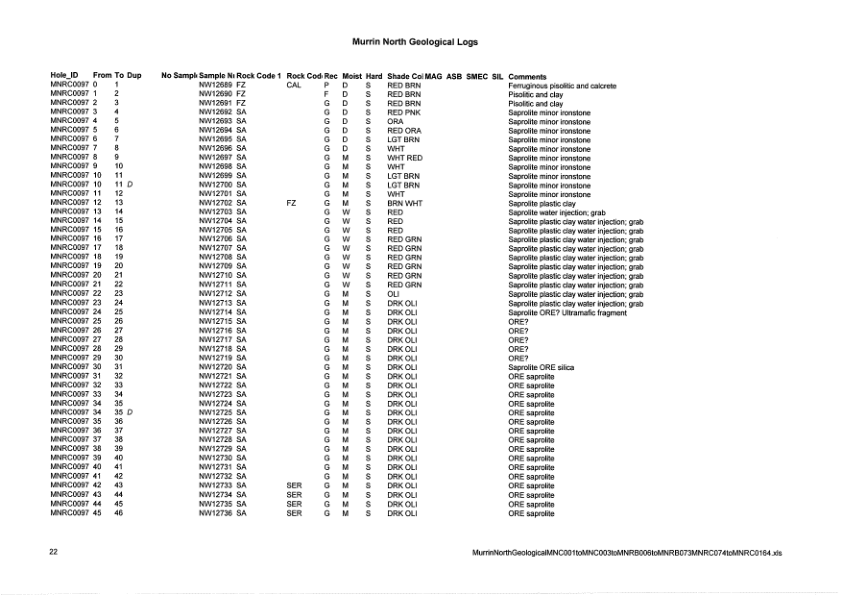 Murrin North Geological Logs
Hole_ID From To Dup No Sampl Sample N Rock Code 1 Rock Cod Rec Moist Hard Shade Col MAG ASB SMEC SIL Comments
MNRC0097 0 1 NW12689 FZ CAL P D S RED BRN Ferruginous pisolitic and calcrete
MNRC0097 1 2 NW12690 FZ F D S RED BRN Pisolitic and clay
MNRC0097 2 3 NW12691 FZ G D S RED BRN Pisolitic and clay
MNRC0097 3 4 NW12692 SA G D S RED PNK Saprolite minor ironstone
MNRC0097 4 5 NW12693 SA G D S ORA Saprolite minor ironstone
MNRC0097 5 6 NW12694 SA G D S RED ORA Saprolite minor ironstone
MNRC0097 6 7 NW12695 SA G D S LGT BRN Saprolite minor ironstone
MNRC0097 7 8 NW12696 SA G D S WHT Saprolite minor ironstone
MNRC0097 8 9 NW12697 SA G M S WHT RED Saprolite minor ironstone
MNRC0097 9 10 NW12698 SA G M S WHT Saprolite minor ironstone
MNRC0097 10 11 NW12699 SA G M S LGT BRN Saprolite minor ironstone
MNRC0097 10 11 D NW12700 SA G M S LGT BRN Saprolite minor ironstone
MNRC0097 11 12 NW12701 SA G M S WHT Saprolite minor ironstone
MNRC0097 12 13 NW12702 SA FZ G M S BRN WHT Saprolite plastic clay
MNRC0097 13 14 NW12703 SA G W S RED Saprolite water injection; grab
MNRC0097 14 15 NW12704 SA G W S RED Saprolite plastic clay water injection; grab
MNRC0097 15 16 NW12705 SA G W S RED Saprolite plastic clay water injection; grab
MNRC0097 16 17 NW12706 SA G W S RED GRN Saprolite plastic clay water injection; grab
MNRC0097 17 18 NW12707 SA G W S RED GRN Saprolite plastic clay water injection; grab
MNRC0097 18 19 NW12708 SA G W S RED GRN Saprolite plastic clay water injection; grab
MNRC0097 19 20 NW12709 SA G W S RED GRN Saprolite plastic clay water injection; grab
MNRC0097 20 21 NW12710 SA G W S RED GRN Saprolite plastic clay water injection; grab
MNRC0097 21 22 NW12711 SA G W S RED GRN Saprolite plastic clay water injection; grab
MNRC0097 22 23 NW12712 SA G M S OLI Saprolite plastic clay water injection; grab
MNRC0097 23 24 NW12713 SA G M S DRK OLI Saprolite plastic clay water injection; grab
MNRC0097 24 25 NW12714 SA G M S DRK OLI Saprolite ORE? Ultramafic fragment
MNRC0097 25 26 NW12715 SA G M S DRK OLI ORE?
MNRC0097 26 27 NW12716 SA G M S DRK OLI ORE?
MNRC0097 27 28 NW12717 SA G M S DRK OLI ORE?
MNRC0097 28 29 NW12718 SA G M S DRK OLI ORE?
MNRC0097 29 30 NW12719 SA G M S DRK OLI ORE?
MNRC0097 30 31 NW12720 SA G M S DRK OLI Saprolite ORE silica
MNRC0097 31 32 NW12721 SA G M S DRK OLI ORE saprolite
MNRC0097 32 33 NW12722 SA G M S DRK OLI ORE saprolite
MNRC0097 33 34 NW12723 SA G M S DRK OLI ORE saprolite
MNRC0097 34 35 NW12724 SA G M S DRK OLI ORE saprolite
MNRC0097 34 35 D NW12725 SA G M S DRK OLI ORE saprolite
MNRC0097 35 36 NW12726 SA G M S DRK OLI ORE saprolite
MNRC0097 36 37 NW12727 SA G M S DRK OLI ORE saprolite
MNRC0097 37 38 NW12728 SA G M S DRK OLI ORE saprolite
MNRC0097 38 39 NW12729 SA G M S DRK OLI ORE saprolite
MNRC0097 39 40 NW12730 SA G M S DRK OLI ORE saprolite
MNRC0097 40 41 NW12731 SA G M S DRK OLI ORE saprolite
MNRC0097 41 42 NW12732 SA G M S DRK OLI ORE saprolite
MNRC0097 42 43 NW12733 SA SER G M S DRK OLI ORE saprolite
MNRC0097 43 44 NW12734 SA SER G M S DRK OLI ORE saprolite
MNRC0097 44 45 NW12735 SA SER G M S DRK OLI ORE saprolite
MNRC0097 45 46 NW12736 SA SER G M S DRK OLI ORE saprolite
22 MurrinNorthGeologicalMNC001toMNC003toMNRB006toMNRB073MNRC074toMNRC0164.xls